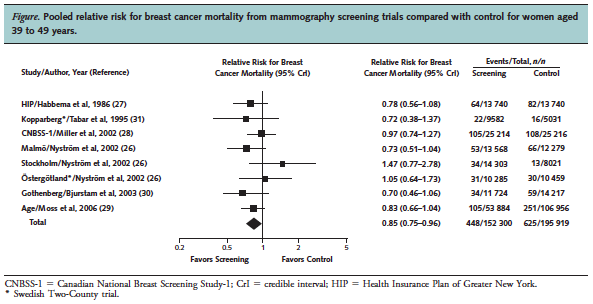 Figure. Pooled relative risk for breast cancer mortality from mammography screening trials compared with control for women aged
39 to 49 years.
Relative Risk for Breast Relative Risk for Breast Events/Total, n/n
Study/Author, Year (Reference) Cancer Mortality (95% CrI) Cancer Mortality (95% CrI) Screening Control
HIP/Habbema et al, 1986 (27) 0.78 (0.56–1.08) 64/13 740 82/13 740
Kopparberg*/Tabar et al, 1995 (31) 0.72 (0.38–1.37) 22/9582 16/5031
CNBSS-1/Miller et al, 2002 (28) 0.97 (0.74–1.27) 105/25 214 108/25 216
Malmö/Nyström et al, 2002 (26) 0.73 (0.51–1.04) 53/13 568 66/12 279
Stockholm/Nyström et al, 2002 (26) 1.47 (0.77–2.78) 34/14 303 13/8021
Östergötland*/Nyström et al, 2002 (26) 1.05 (0.64–1.73) 31/10 285 30/10 459
Gothenberg/Bjurstam et al, 2003 (30) 0.70 (0.46–1.06) 34/11 724 59/14 217
Age/Moss et al, 2006 (29) 0.83 (0.66–1.04) 105/53 884 251/106 956
Total 0.85 (0.75–0.96) 448/152 300 625/195 919
0.2 0.5 1 2 5
Favors Screening Favors Control
CNBSS-1 = Canadian National Breast Screening Study-1; CrI = credible interval; HIP = Health Insurance Plan of Greater New York.
* Swedish Two-County trial.